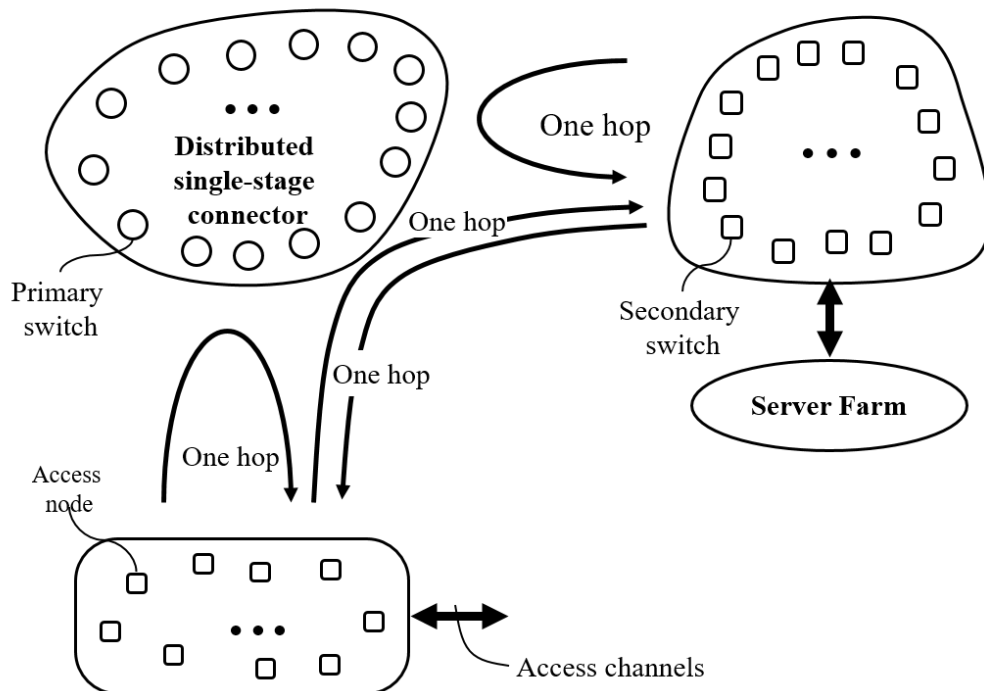 • • •
Distributed
single-stage
connector
One hop
• • •
One hop
Primary
switch
Secondary
switch
One hop
Server Farm
One hop
Access
node
• • •
Access channels